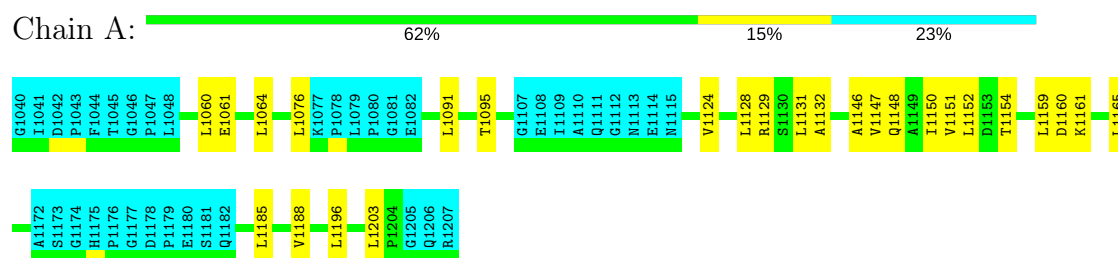 Chain A:
62% 15% 23%
G1040 I1041 D1042 P1043 F1044 T1045 G1046 P1047 L1048 L1060 E1061 L1064 L1076 K1077 P1078 L1079 P1080 G1081 E1082 L1091 T1095 G1107 E1108 I1109 A1110 Q1111 G1112 N1113 E1114 N1115 V1124 L1128 R1129 S1130 L1131 A1132 A1146 V1147 Q1148 A1149 I1150 V1151 L1152 D1153 T1154 L1159 D1160 K1161 L1165
A1172 S1173 G1174 H1175 P1176 G1177 D1178 P1179 E1180 S1181 Q1182 L1185 V1188 L1196 L1203 P1204 G1205 Q1206 R1207